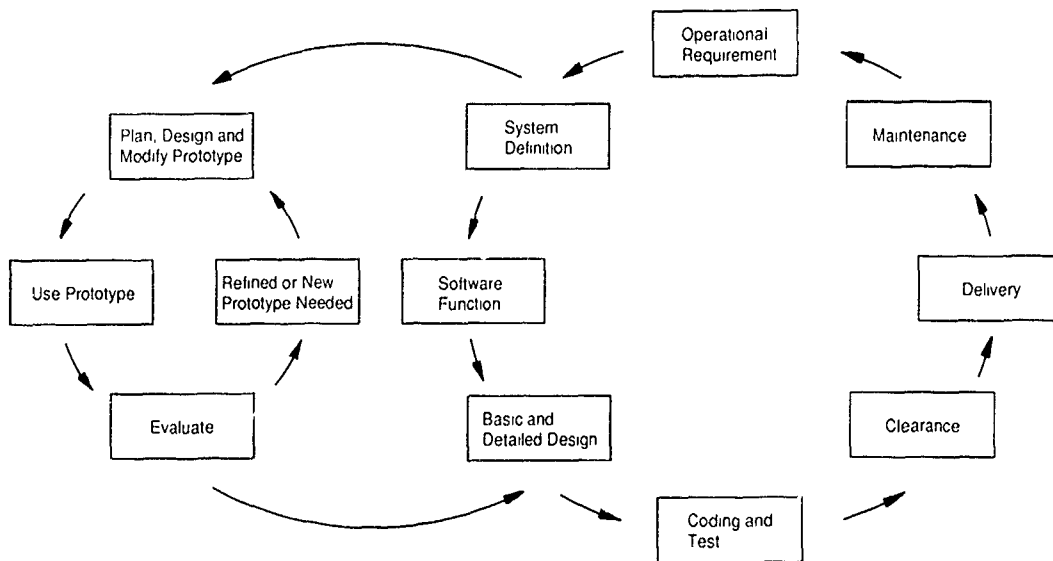 Operational
Requirement
Plan, Design and
Modify Prototype
System
Definition
Maintenance
Use Prototype
Refined or New
Prototype Needed
Software
Function
Delivery
Evaluate
Basic and
Detailed Design
Clearance
Coding and
Test